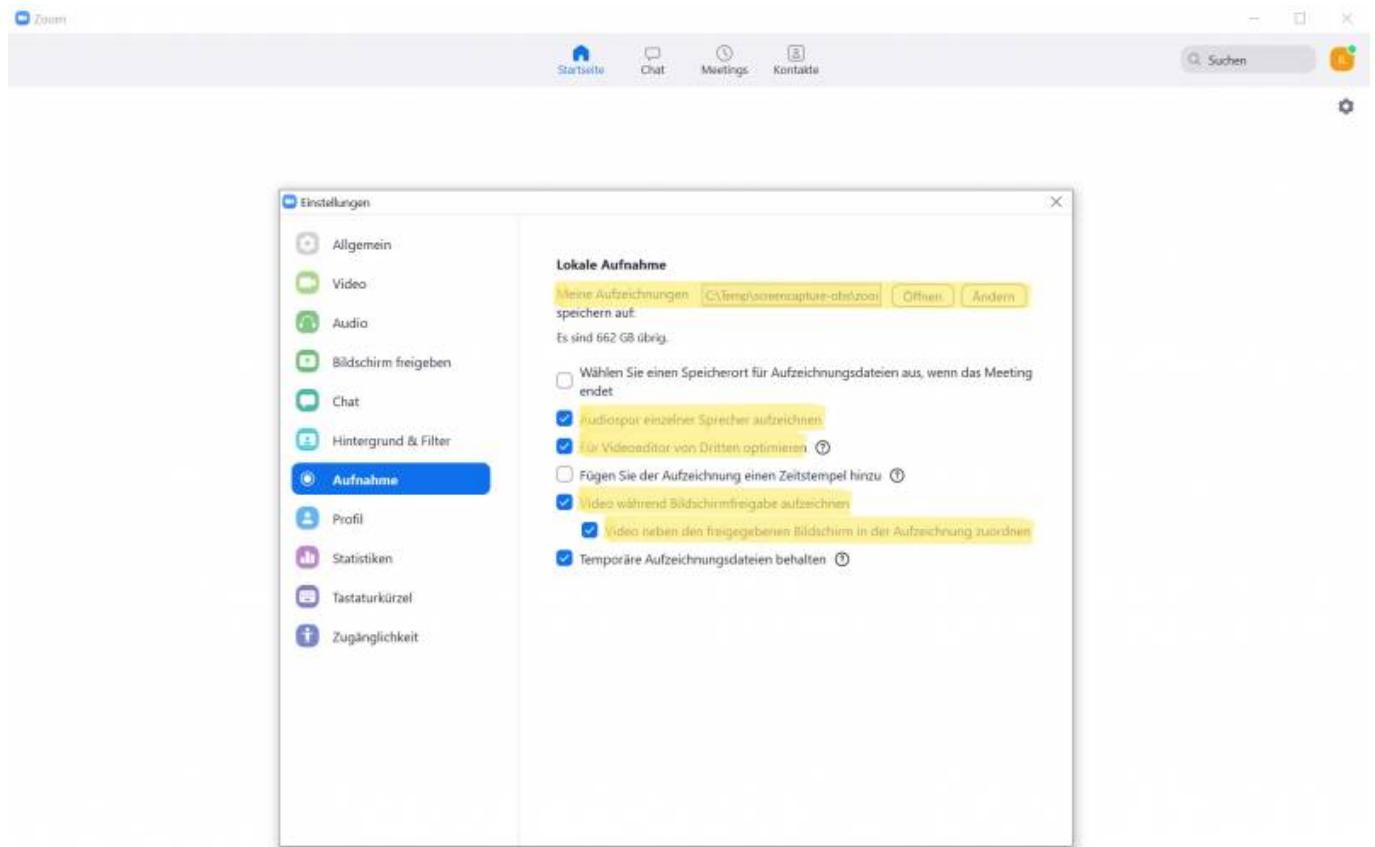 Zoom
Startseite
Chat
Meetings
Kontakte
Suchen
Einstellungen
Allgemein
Video
Audio
Bildschirm freigeben
Chat
Hintergrund & Filter
Aufnahme
Profil
Statistiken
Tastaturkürzel
Zugänglichkeit
Lokale Aufnahme
Meine Aufzeichnungen C:\Temp\screencapture-obs\zoo Öffnen Ändern
speichern auf:
Es sind 662 GB übrig.
Wählen Sie einen Speicherort für Aufzeichnungsdateien aus, wenn das Meeting
endet
Audiospur einzelner Sprecher aufzeichnen
Für Videoeditor von Dritten optimieren
Fügen Sie der Aufzeichnung einen Zeitstempel hinzu
Video während Bildschirmfreigabe aufzeichnen
Video neben den freigegebenen Bildschirm in der Aufzeichnung zuordnen
Temporäre Aufzeichnungsdateien behalten